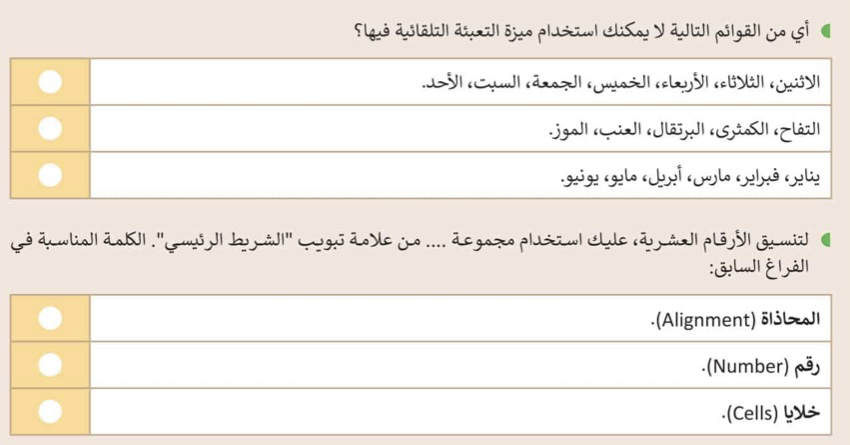 أي من القوائم التالية لا يمكنك استخدام ميزة التعبئة التلقائية فيها؟
الاثنين، الثلاثاء، الأربعاء، الخميس، الجمعة، السبت، الأحد.
التفاح، الكمثرى، البرتقال، العنب، الموز.
يناير، فبراير، مارس، أبريل، مايو، يونيو.
لتنسيق الأرقام العشرية، عليك استخدام مجموعة .... من علامة تبويب "الشريط الرئيسي". الكلمة المناسبة في
الفراغ السابق:
المحاذاة (Alignment).
رقم (Number).
خلايا (Cells).